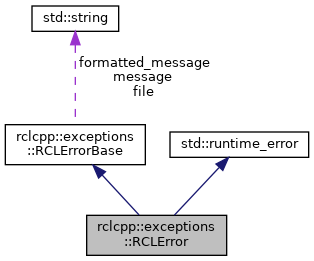 std::string
formatted_message
message
file
rclcpp::exceptions
::RCLErrorBase
std::runtime_error
rclcpp::exceptions
::RCLError